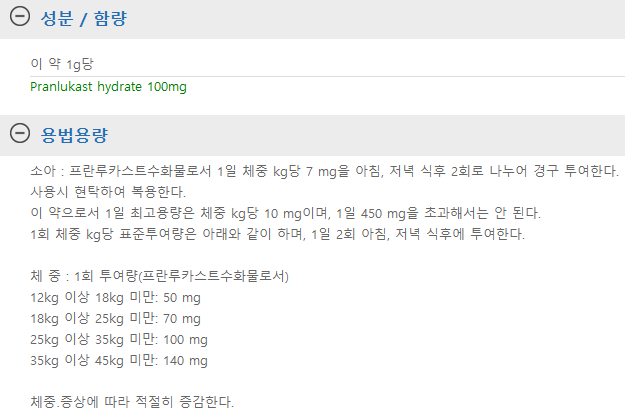 성분 / 함량
이 약 1g당
Pranlukast hydrate 100mg
용법용량
소아 : 프란루카스트수화물로서 1일 체중 kg당 7 mg을 아침, 저녁 식후 2회로 나누어 경구 투여한다.
사용시 현탁하여 복용한다.
이 약으로서 1일 최고용량은 체중 kg당 10 mg이며, 1일 450 mg을 초과해서는 안 된다.
1회 체중 kg당 표준투여량은 아래와 같이 하며, 1일 2회 아침, 저녁 식후에 투여한다.
체 중 : 1회 투여량(프란루카스트수화물로서)
12kg 이상 18kg 미만: 50 mg
18kg 이상 25kg 미만: 70 mg
25kg 이상 35kg 미만: 100 mg
35kg 이상 45kg 미만: 140 mg
체중.증상에 따라 적절히 증감한다.